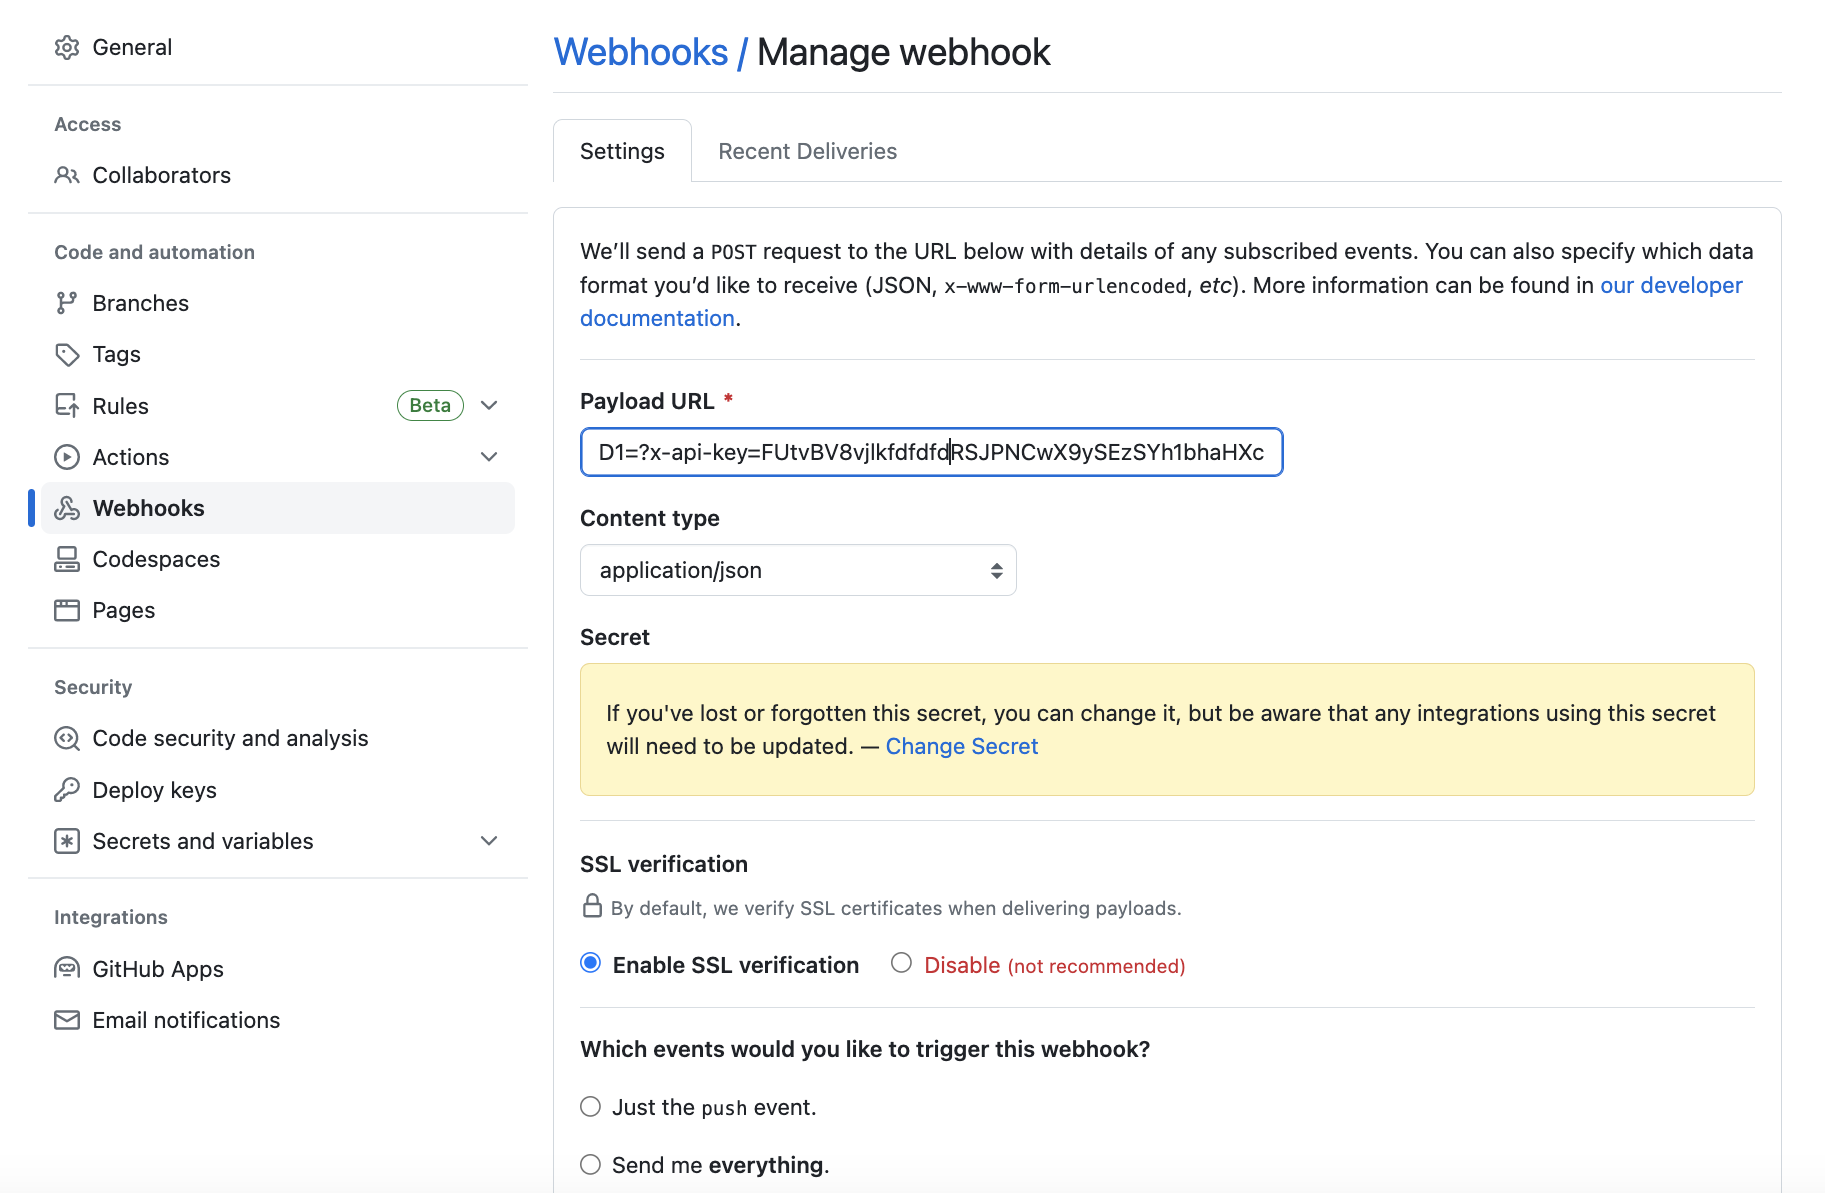 General
Access
Collaborators
Code and automation
Branches
Tags
Rules Beta
Actions
Webhooks
Codespaces
Pages
Security
Code security and analysis
Deploy keys
Secrets and variables
Integrations
GitHub Apps
Email notifications
Webhooks / Manage webhook
Settings Recent Deliveries
We’ll send a POST request to the URL below with details of any subscribed events. You can also specify which data
format you’d like to receive (JSON, x-www-form-urlencoded, etc). More information can be found in our developer
documentation.
Payload URL *
D1=?x-api-key=FUtvBV8vjlkfdfdfdRSJPNCwX9ySEzSYh1bhaHXc
Content type
application/json
Secret
If you've lost or forgotten this secret, you can change it, but be aware that any integrations using this secret
will need to be updated. — Change Secret
SSL verification
By default, we verify SSL certificates when delivering payloads.
Enable SSL verification Disable (not recommended)
Which events would you like to trigger this webhook?
Just the push event.
Send me everything.